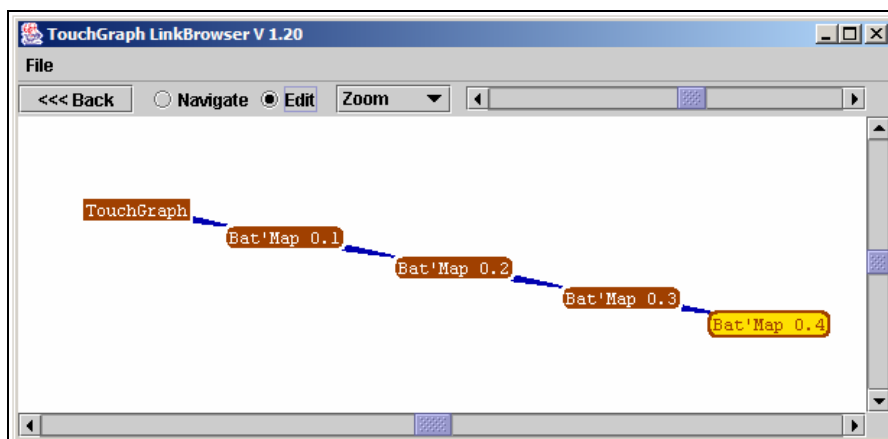 TouchGraph LinkBrowser V 1.20
File
<<< Back Navigate Edit Zoom
TouchGraph
Bat'Map 0.1
Bat'Map 0.2
Bat'Map 0.3
Bat'Map 0.4